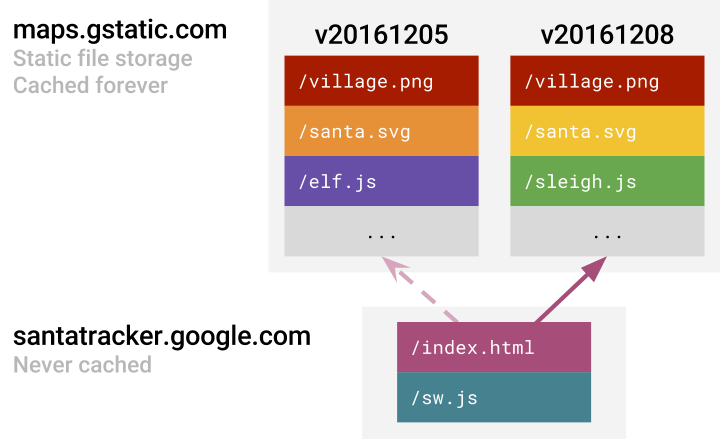 maps.gstatic.com
Static file storage
Cached forever
v20161205
/village.png
/santa.svg
/elf.js
...
v20161208
/village.png
/santa.svg
/sleigh.js
...
santatracker.google.com
Never cached
/index.html
/sw.js